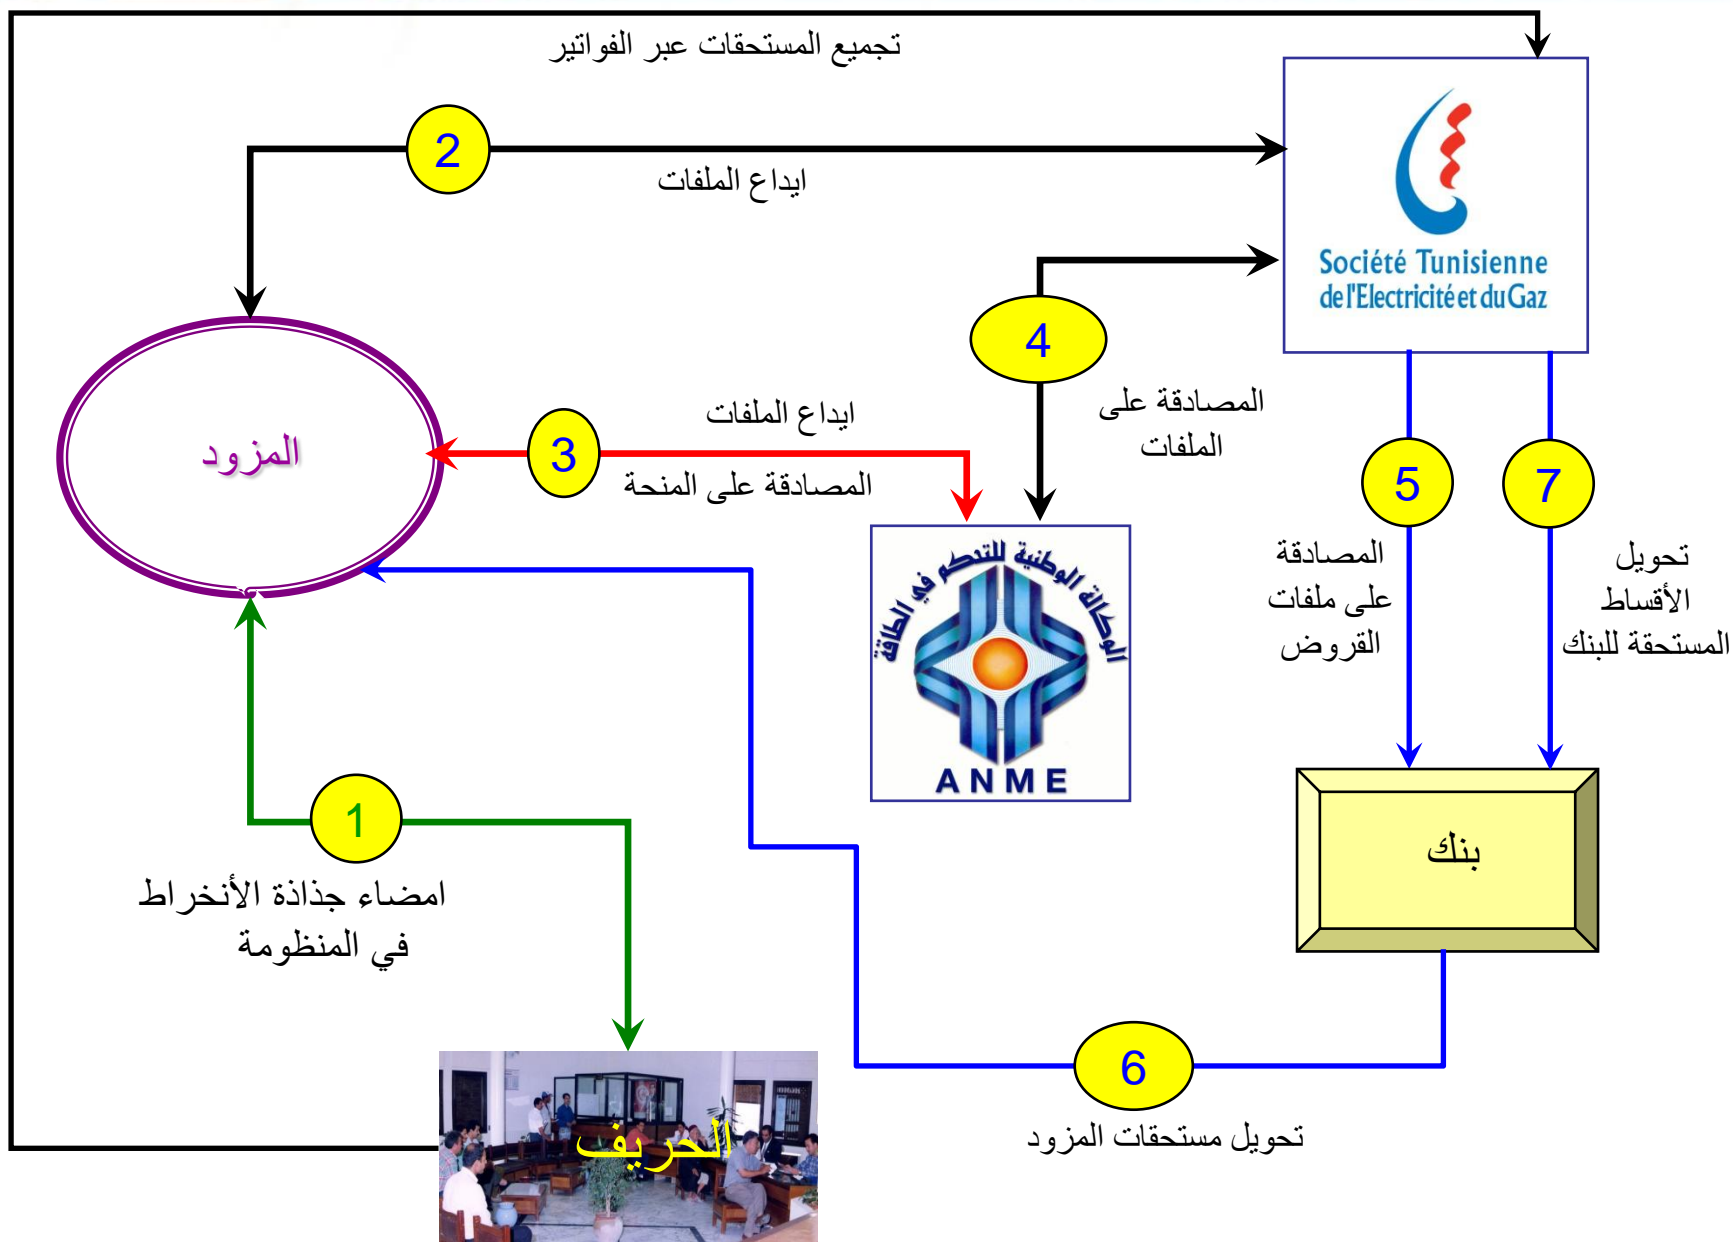 تجميع المستحقات عبر الفواتير
2
ايداع الملفات
Société Tunisienne
de l'Electricité et du Gaz
4
المصادقة على
الملفات
المزود
ايداع الملفات
3
المصادقة على المنحة
5
7
المصادقة
على ملفات
القروض
تحويل
الأقساط
المستحقة للبنك
الوكالة الوطنية للتحكم في الطاقة
ANME
1
امضاء جذاذة الأنخراط
في المنظومة
بنك
6
تحويل مستحقات المزود
الحريف